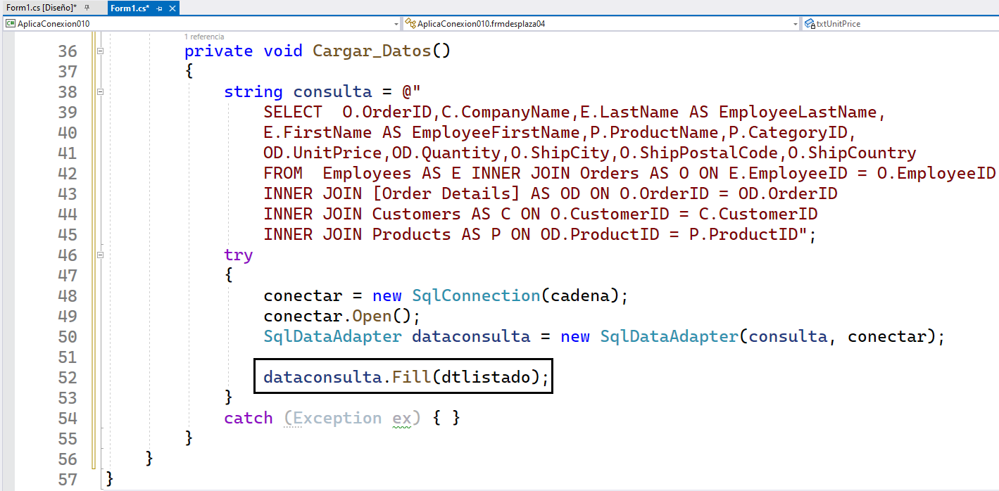 Form1.cs [Diseño]* Form1.cs*
AplicaConexion010 AplicaConexion010.frmdesplaza04 txtUnitPrice
1 referencia
36 private void Cargar_Datos()
37 {
38 string consulta = @"
39 SELECT  O.OrderID,C.CompanyName,E.LastName AS EmployeeLastName,
40 E.FirstName AS EmployeeFirstName,P.ProductName,P.CategoryID,
41 OD.UnitPrice,OD.Quantity,O.ShipCity,O.ShipPostalCode,O.ShipCountry
42 FROM  Employees AS E INNER JOIN Orders AS O ON E.EmployeeID = O.EmployeeID
43 INNER JOIN [Order Details] AS OD ON O.OrderID = OD.OrderID
44 INNER JOIN Customers AS C ON O.CustomerID = C.CustomerID
45 INNER JOIN Products AS P ON OD.ProductID = P.ProductID";
46 try
47 {
48 conectar = new SqlConnection(cadena);
49 conectar.Open();
50 SqlDataAdapter dataconsulta = new SqlDataAdapter(consulta, conectar);
51
52 dataconsulta.Fill(dtlistado);
53 }
54 catch (Exception ex) { }
55 }
56 }
57 }